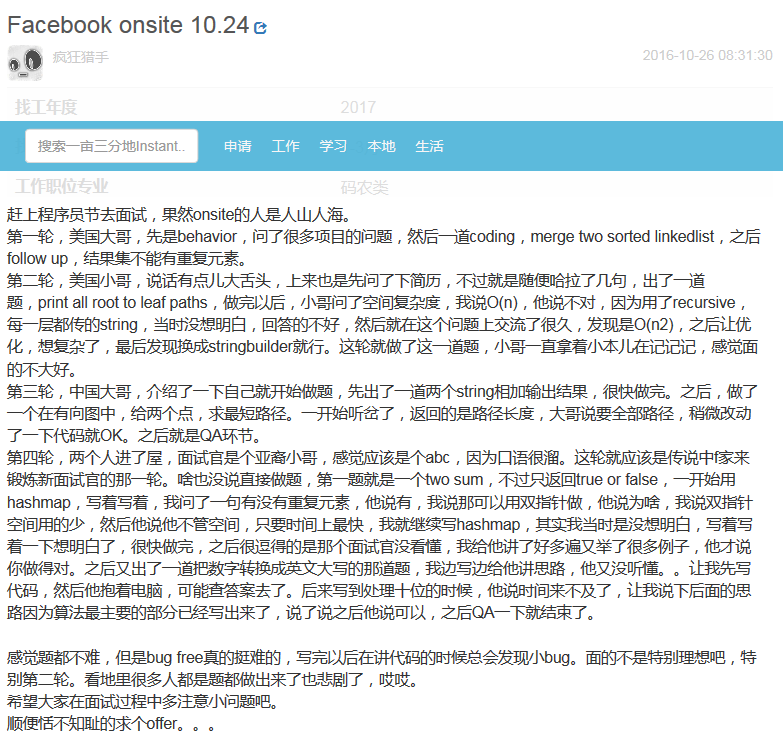 Facebook onsite 10.24
疯狂猎手
2016-10-26 08:31:30
找工年度 2017
搜索一亩三分地Instant.. 申请 工作 学习 本地 生活
工作职位专业 码农类
赶上程序员节去面试，果然onsite的人是人山人海。
第一轮，美国大哥，先是behavior，问了很多项目的问题，然后一道coding，merge two sorted linkedlist，之后
follow up，结果集不能有重复元素。
第二轮，美国小哥，说话有点儿大舌头，上来也是先问了下简历，不过就是随便哈拉了几句，出了一道
题，print all root to leaf paths，做完以后，小哥问了空间复杂度，我说O(n)，他说不对，因为用了recursive，
每一层都传的string，当时没想明白，回答的不好，然后就在这个问题上交流了很久，发现是O(n2)，之后让优
化，想复杂了，最后发现换成stringbuilder就行。这轮就做了这一道题，小哥一直拿着小本儿在记记记，感觉面
的不大好。
第三轮，中国大哥，介绍了一下自己就开始做题，先出了一道两个string相加输出结果，很快做完。之后，做了
一个在有向图中，给两个点，求最短路径。一开始听岔了，返回的是路径长度，大哥说要全部路径，稍微改动
了一下代码就OK。之后就是QA环节。
第四轮，两个人进了屋，面试官是个亚裔小哥，感觉应该是个abc，因为口语很溜。这轮就应该是传说中f家来
锻炼新面试官的那一轮。啥也没说直接做题，第一题就是一个two sum，不过只返回true or false，一开始用
hashmap，写着写着，我问了一句有没有重复元素，他说有，我说那可以用双指针做，他说为啥，我说双指针
空间用的少，然后他说他不管空间，只要时间上最快，我就继续写hashmap，其实我当时是没想明白，写着写
着一下想明白了，很快做完，之后很逗得的是那个面试官没看懂，我给他讲了好多遍又举了很多例子，他才说
你做得对。之后又出了一道把数字转换成英文大写的那道题，我边写边给他讲思路，他又没听懂。。让我先写
代码，然后他抱着电脑，可能查答案去了。后来写到处理十位的时候，他说时间来不及了，让我说下后面的思
路因为算法最主要的部分已经写出来了，说了说之后他说可以，之后QA一下就结束了。
感觉题都不难，但是bug free真的挺难的，写完以后在讲代码的时候总会发现小bug。面的不是特别理想吧，特
别第二轮。看地里很多人都是题都做出来了也悲剧了，哎哎。
希望大家在面试过程中多注意小问题吧。
顺便恬不知耻的求个offer。。。